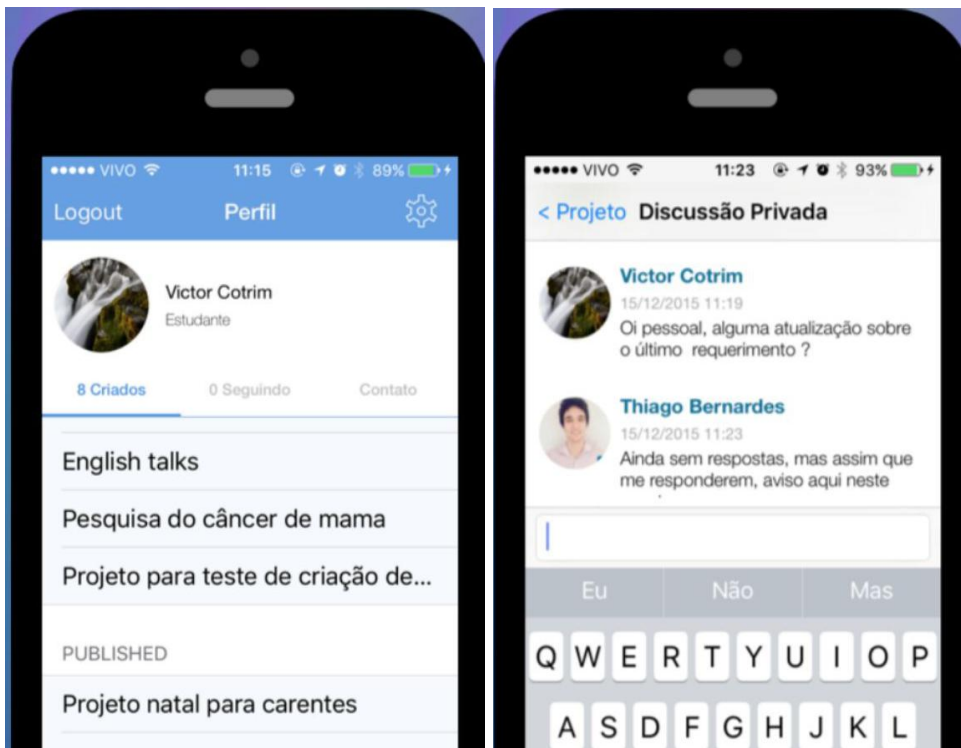 VIVO 11:15 89%
Logout Perfil
Victor Cotrim
Estudante
8 Criados 0 Seguindo Contato
English talks
Pesquisa do câncer de mama
Projeto para teste de criação de...
PUBLISHED
Projeto natal para carentes
VIVO 11:23 93%
< Projeto Discussão Privada
Victor Cotrim
15/12/2015 11:19
Oi pessoal, alguma atualização sobre
o último requerimento ?
Thiago Bernardes
15/12/2015 11:23
Ainda sem respostas, mas assim que
me responderem, aviso aqui neste
Eu Não Mas
Q W E R T Y U I O P
A S D F G H J K L